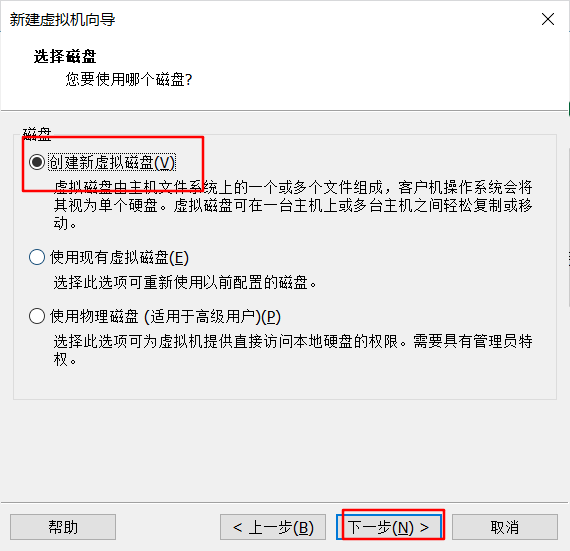 新建虚拟机向导
选择磁盘
您要使用哪个磁盘?
磁盘
创建新虚拟磁盘(V)
虚拟磁盘由主机文件系统上的一个或多个文件组成，客户机操作系统会将
其视为单个硬盘。虚拟磁盘可在一台主机上或多台主机之间轻松复制或移
动。
使用现有虚拟磁盘(E)
选择此选项可重新使用以前配置的磁盘。
使用物理磁盘 (适用于高级用户)(P)
选择此选项可为虚拟机提供直接访问本地硬盘的权限。需要具有管理员特
权。
帮助
< 上一步(B)
下一步(N) >
取消